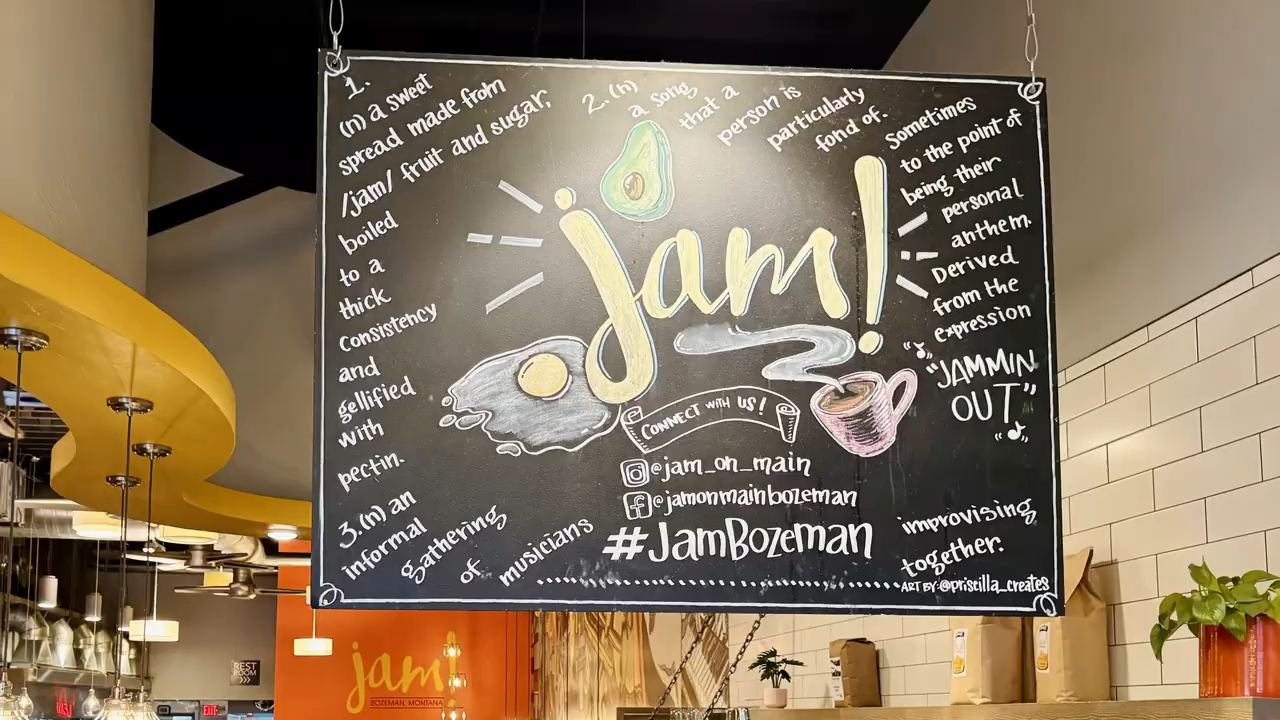 1.
(n) a sweet
spread made from
/jam/ fruit and sugar,
boiled
to a
thick
consistency
and
gellified
with
pectin.
2. (n)
a song
that a
person is
particularly
fond of.
Sometimes
to the point of
being their
personal
anthem.
Derived
from the
expression
"JAMMIN
OUT"
jam!
CONNECT WITH US!
@jam_on_main
@jamonmainbozeman
#JamBozeman
3. (n) an
informal
gathering
of
musicians
improvising
together.
ART BY: @priscilla_creates
REST
ROOM >>>
jam!
BOZEMAN, MONTANA
EXIT